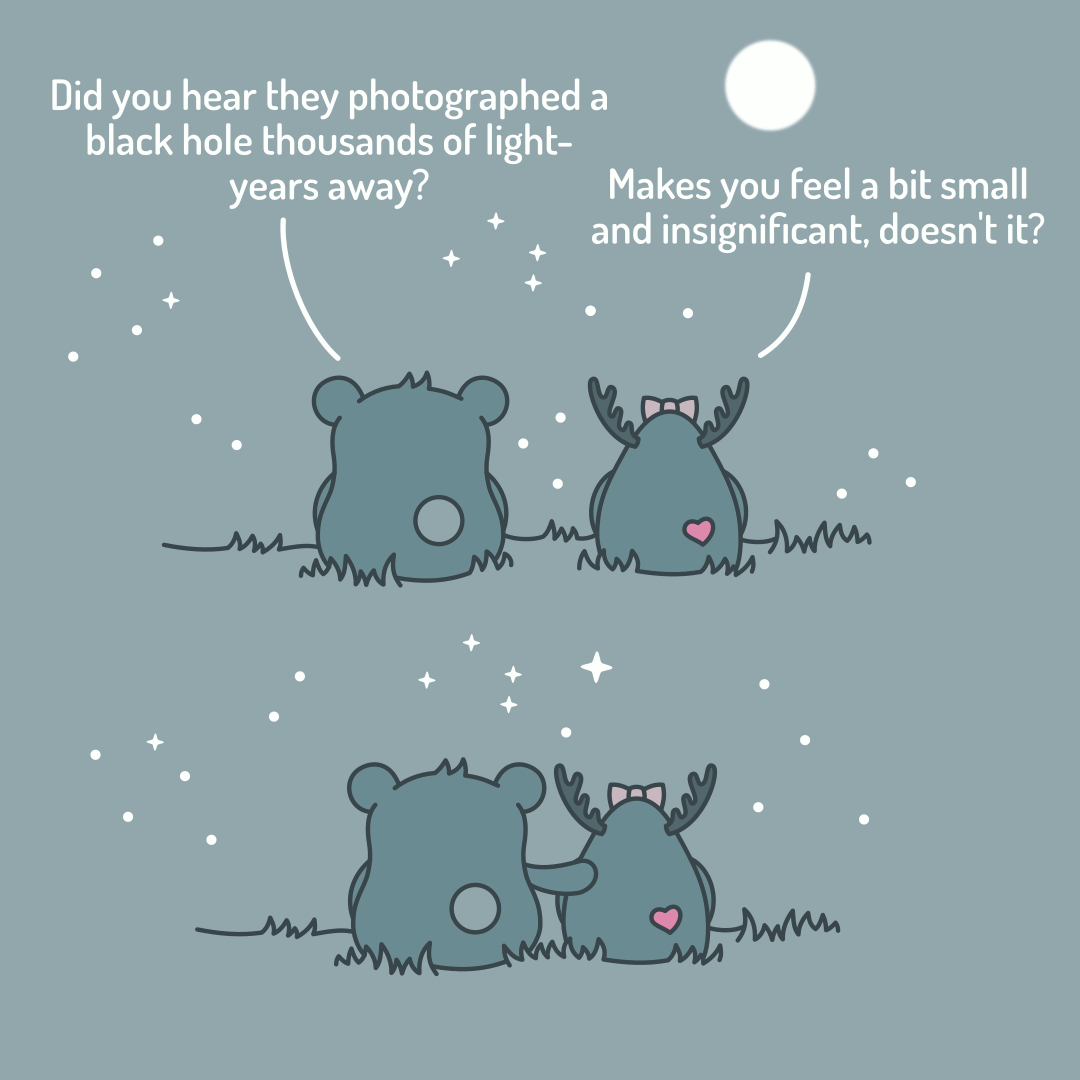 Did you hear they photographed a
black hole thousands of light-
years away?
Makes you feel a bit small
and insignificant, doesn't it?